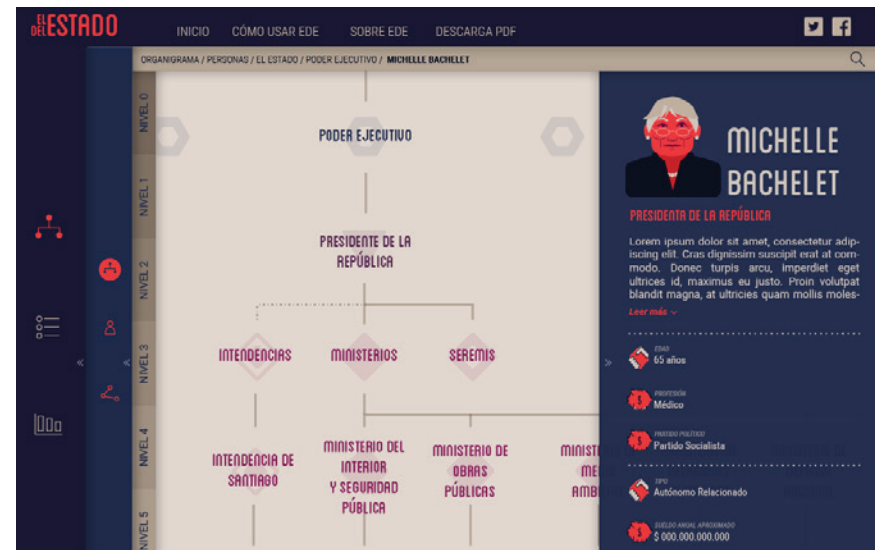 EL
DEL ESTADO
INICIO
CÓMO USAR EDE
SOBRE EDE
DESCARGA PDF
ORGANIGRAMA / PERSONAS / EL ESTADO / PODER EJECUTIVO / MICHELLE BACHELET
NIVEL 0
NIVEL 1
NIVEL 2
NIVEL 3
NIVEL 4
NIVEL 5
PODER EJECUTIVO
PRESIDENTE DE LA
REPÚBLICA
INTENDENCIAS
MINISTERIOS
SEREMIS
INTENDENCIA DE
SANTIAGO
MINISTERIO DEL
INTERIOR
Y SEGURIDAD
PÚBLICA
MINISTERIO DE
OBRAS
PÚBLICAS
MINIST
ME
AMB
MICHELLE
BACHELET
PRESIDENTA DE LA REPÚBLICA
Lorem ipsum dolor sit amet, consectetur adip-
iscing elit. Cras dignissim suscipit erat at com-
modo. Donec turpis arcu, imperdiet eget
ultrices id, maximus eu justo. Proin volutpat
blandit magna, at ultricies quam mollis moles-
Leer más
EDAD
65 años
PROFESIÓN
Médico
PARTIDO POLÍTICO
Partido Socialista
TIPO
Autónomo Relacionado
SUELDO ANUAL APROXIMADO
$ 000.000.000.000